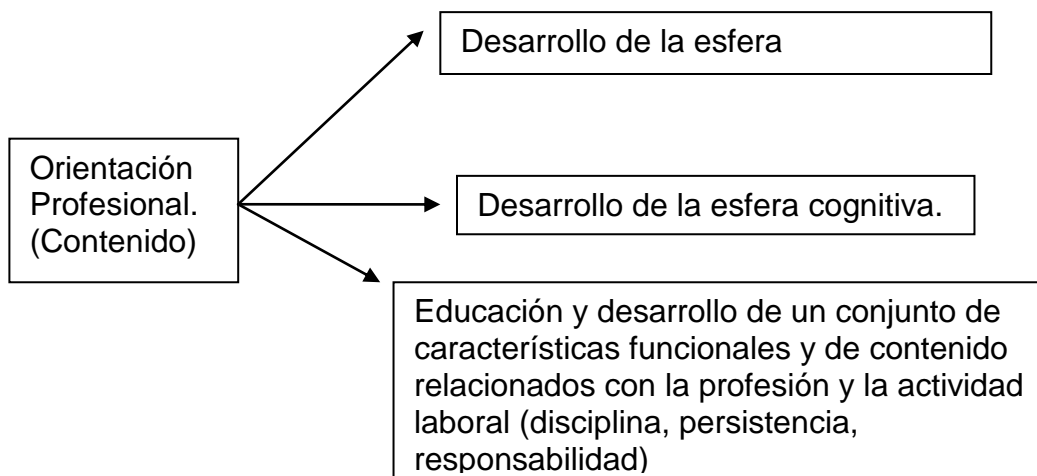 Desarrollo de la esfera
Orientación
Profesional.
(Contenido)
Desarrollo de la esfera cognitiva.
Educación y desarrollo de un conjunto de
características funcionales y de contenido
relacionados con la profesión y la actividad
laboral (disciplina, persistencia,
responsabilidad)